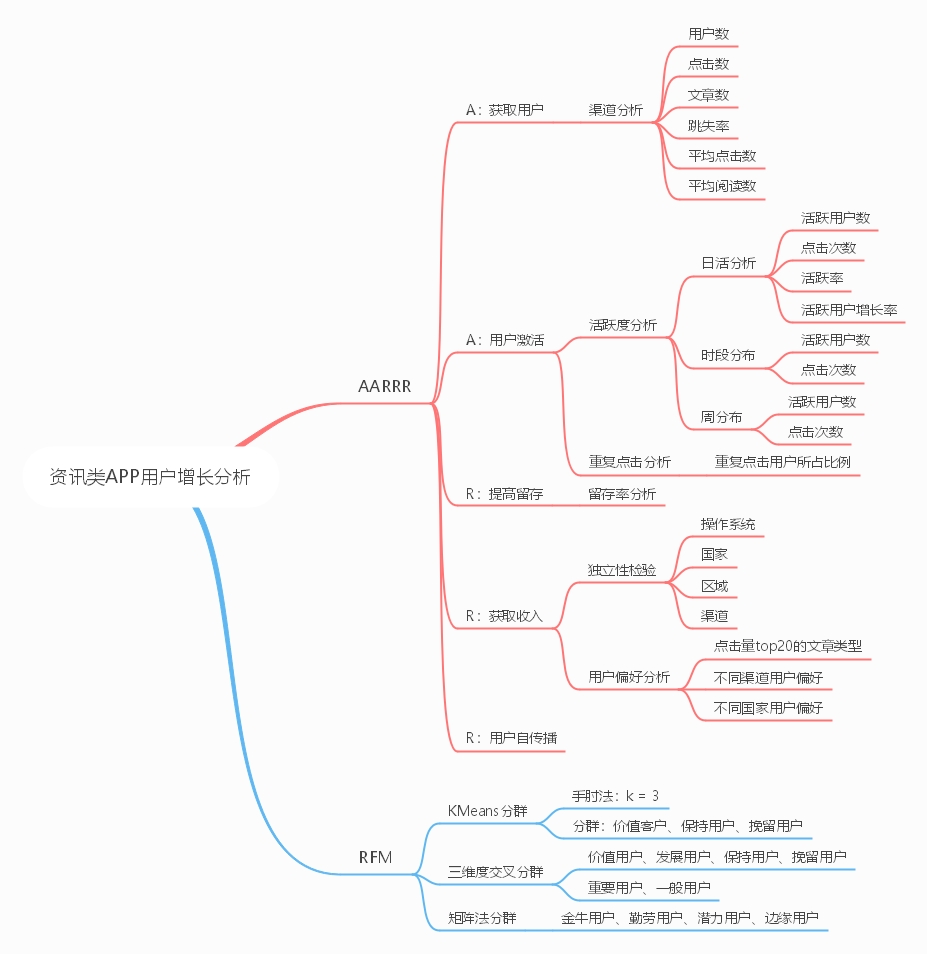 资讯类APP用户增长分析
AARRR
A：获取用户
渠道分析
用户数
点击数
文章数
跳失率
平均点击数
平均阅读数
A：用户激活
活跃度分析
日活分析
活跃用户数
点击次数
活跃率
活跃用户增长率
时段分布
活跃用户数
点击次数
周分布
活跃用户数
点击次数
重复点击分析
重复点击用户所占比例
R：提高留存
留存率分析
R：获取收入
独立性检验
操作系统
国家
区域
渠道
用户偏好分析
点击量top20的文章类型
不同渠道用户偏好
不同国家用户偏好
R：用户自传播
RFM
KMeans分群
手肘法：k = 3
分群：价值客户、保持用户、挽留用户
三维度交叉分群
价值用户、发展用户、保持用户、挽留用户
重要用户、一般用户
矩阵法分群
金牛用户、勤劳用户、潜力用户、边缘用户